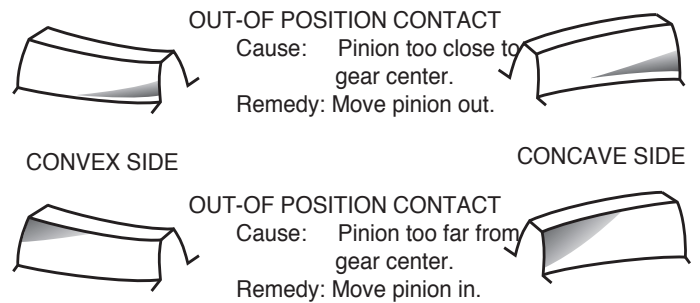 OUT-OF POSITION CONTACT
Cause: Pinion too close to
gear center.
Remedy: Move pinion out.
CONVEX SIDE
CONCAVE SIDE
OUT-OF POSITION CONTACT
Cause: Pinion too far from
gear center.
Remedy: Move pinion in.